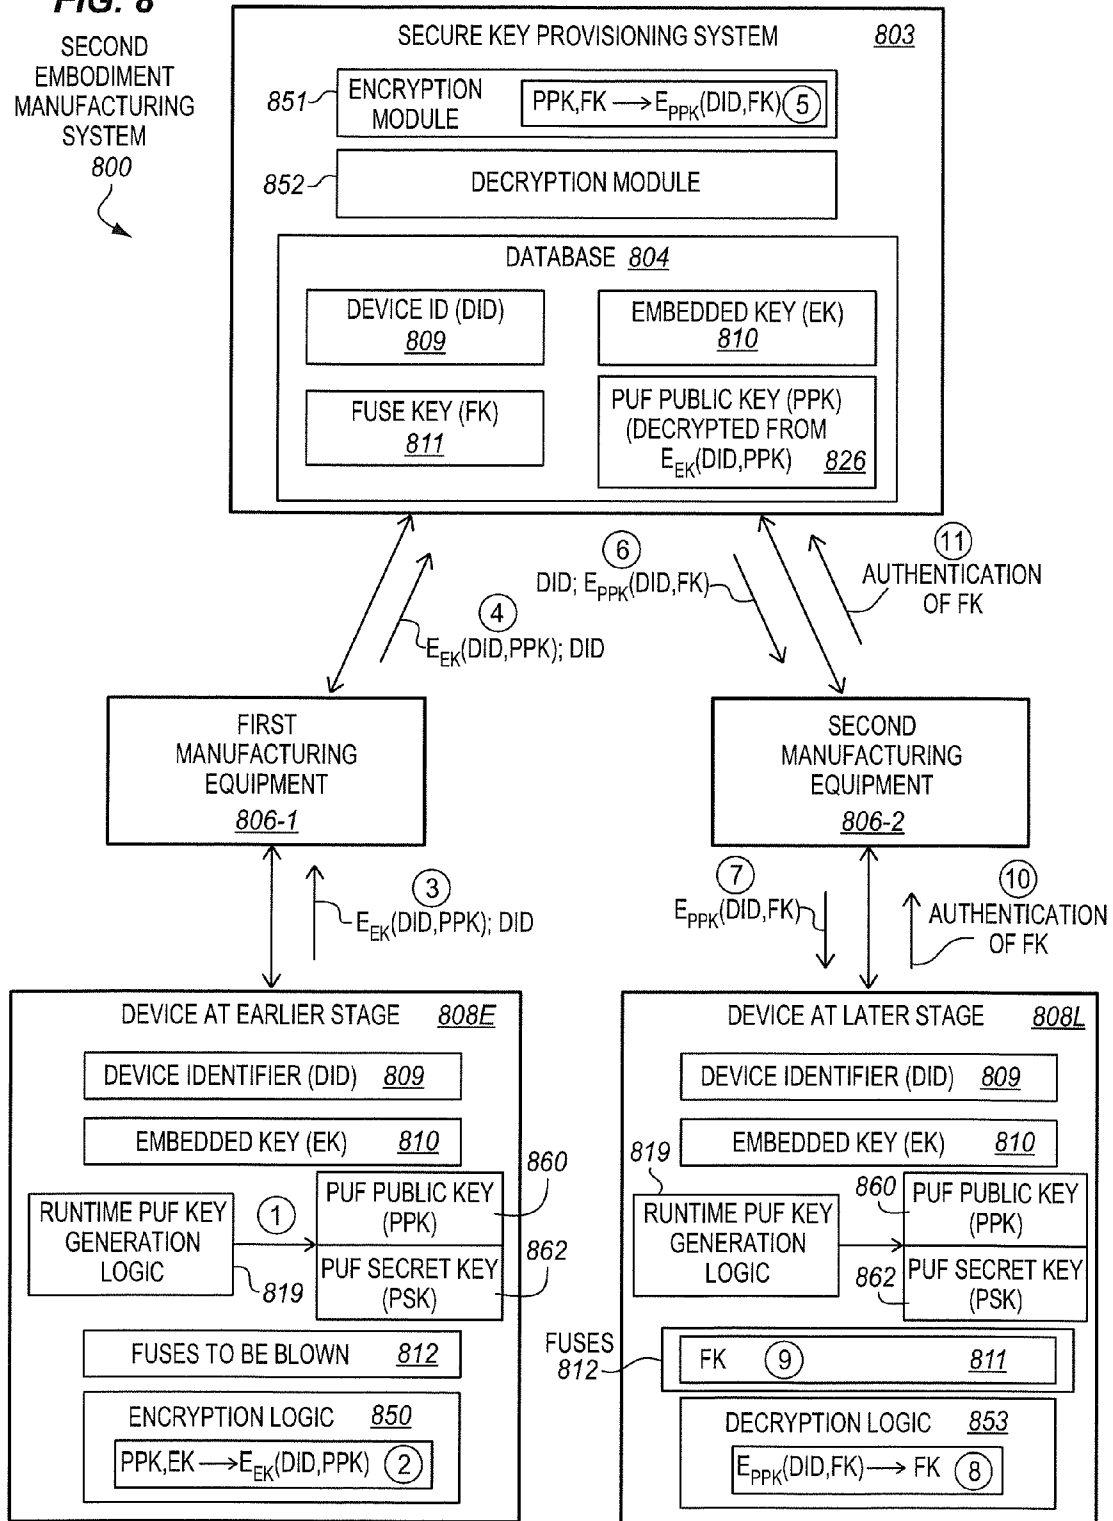 FIG. 8
SECOND
EMBODIMENT
MANUFACTURING
SYSTEM
800
SECURE KEY PROVISIONING SYSTEM 803
851
ENCRYPTION
MODULE
PPK,FK → EPPK(DID,FK) 5
852
DECRYPTION MODULE
DATABASE 804
DEVICE ID (DID)
809
EMBEDDED KEY (EK)
810
FUSE KEY (FK)
811
PUF PUBLIC KEY (PPK)
(DECRYPTED FROM
EEK(DID,PPK) 826
6
DID; EPPK(DID,FK)
11
AUTHENTICATION
OF FK
4
EEK(DID,PPK); DID
FIRST
MANUFACTURING
EQUIPMENT
806-1
SECOND
MANUFACTURING
EQUIPMENT
806-2
3
EEK(DID,PPK); DID
7
EPPK(DID,FK)
10
AUTHENTICATION
OF FK
DEVICE AT EARLIER STAGE 808E
DEVICE IDENTIFIER (DID) 809
EMBEDDED KEY (EK) 810
RUNTIME PUF KEY
GENERATION
LOGIC
819
1
PUF PUBLIC KEY
(PPK)
860
PUF SECRET KEY
(PSK)
862
FUSES TO BE BLOWN 812
ENCRYPTION LOGIC 850
PPK,EK → EEK(DID,PPK) 2
DEVICE AT LATER STAGE 808L
DEVICE IDENTIFIER (DID) 809
EMBEDDED KEY (EK) 810
819
RUNTIME PUF KEY
GENERATION
LOGIC
860
PUF PUBLIC KEY
(PPK)
862
PUF SECRET KEY
(PSK)
FUSES
812
FK 9 811
DECRYPTION LOGIC 853
EPPK(DID,FK) → FK 8